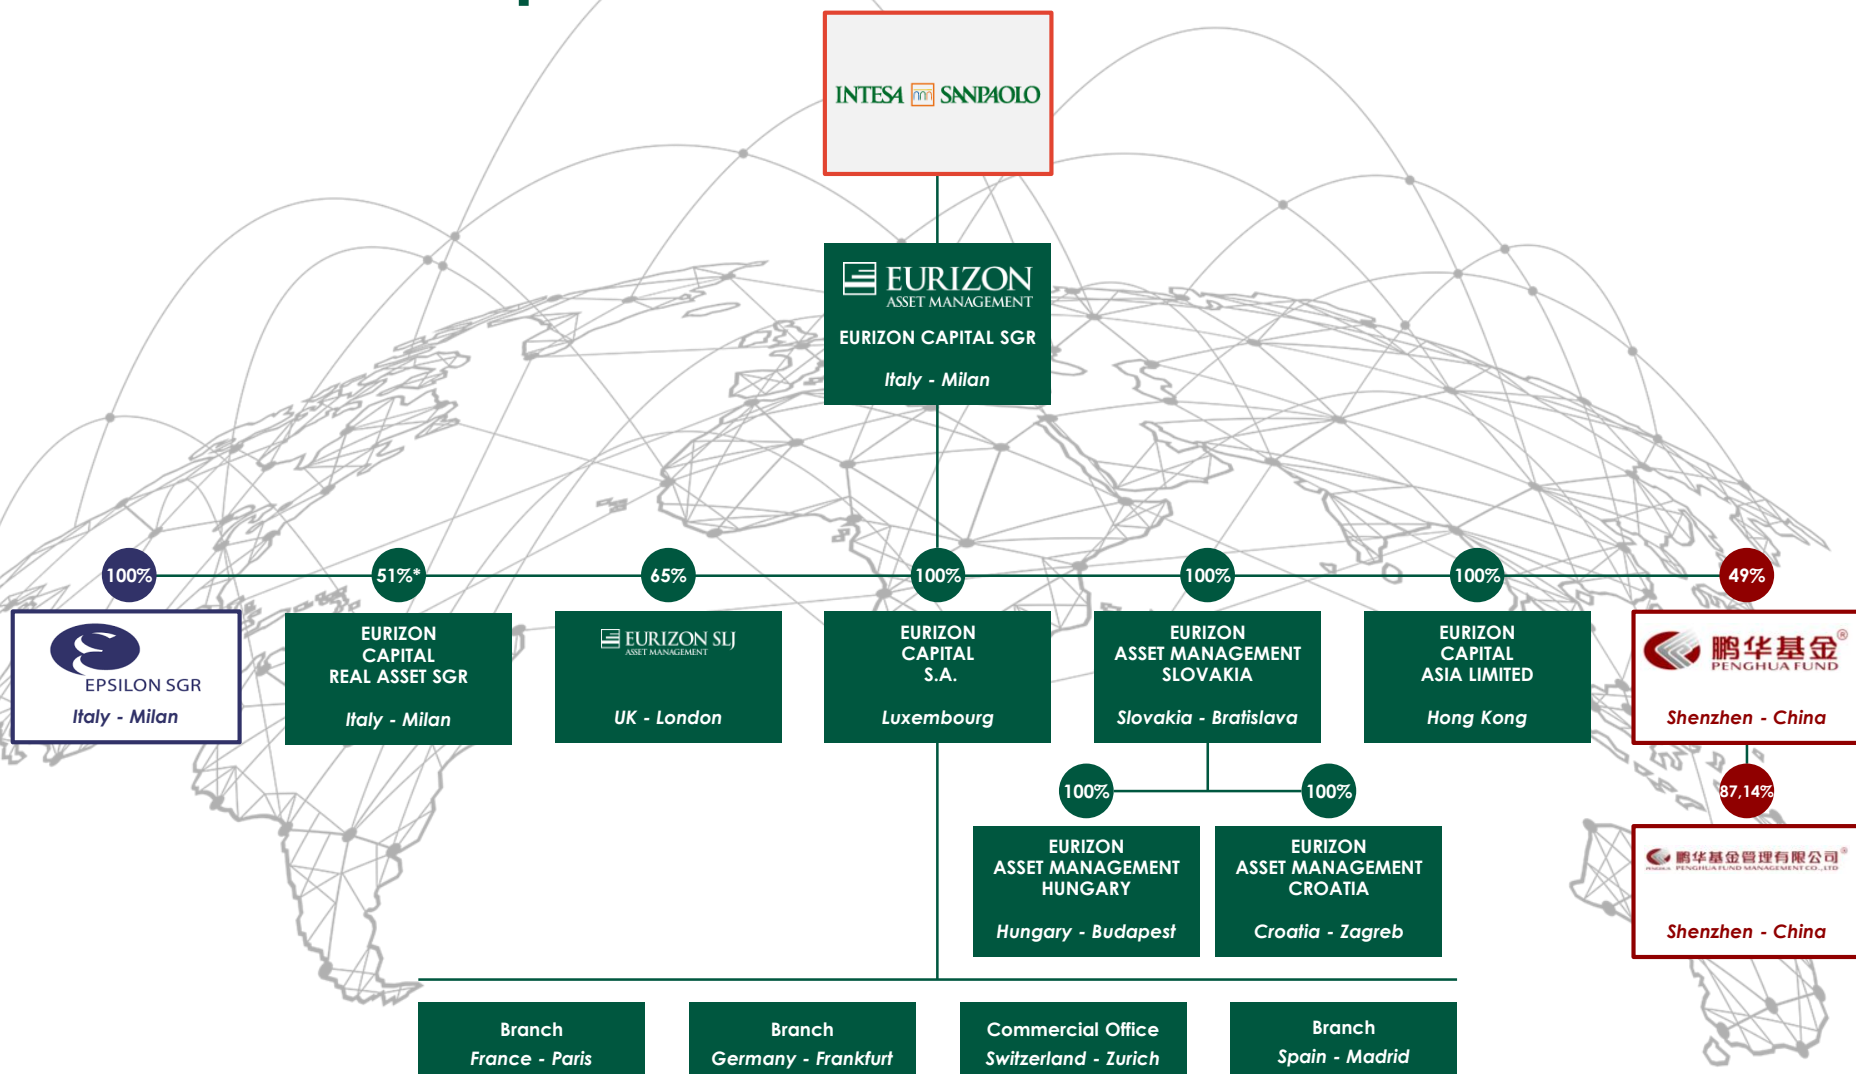 INTESA SANPAOLO
EURIZON
ASSET MANAGEMENT
EURIZON CAPITAL SGR
Italy - Milan
100%
51%*
65%
100%
100%
100%
49%
EPSILON SGR
Italy - Milan
EURIZON
CAPITAL
REAL ASSET SGR
Italy - Milan
EURIZON SLJ
ASSET MANAGEMENT
UK - London
EURIZON
CAPITAL
S.A.
Luxembourg
EURIZON
ASSET MANAGEMENT
SLOVAKIA
Slovakia - Bratislava
EURIZON
CAPITAL
ASIA LIMITED
Hong Kong
鹏华基金®
PENGHUA FUND
Shenzhen - China
100%
100%
87,14%
EURIZON
ASSET MANAGEMENT
HUNGARY
Hungary - Budapest
EURIZON
ASSET MANAGEMENT
CROATIA
Croatia - Zagreb
鹏华基金管理有限公司®
PENGHUA FUND MANAGEMENT CO., LTD
Shenzhen - China
Branch
France - Paris
Branch
Germany - Frankfurt
Commercial Office
Switzerland - Zurich
Branch
Spain - Madrid